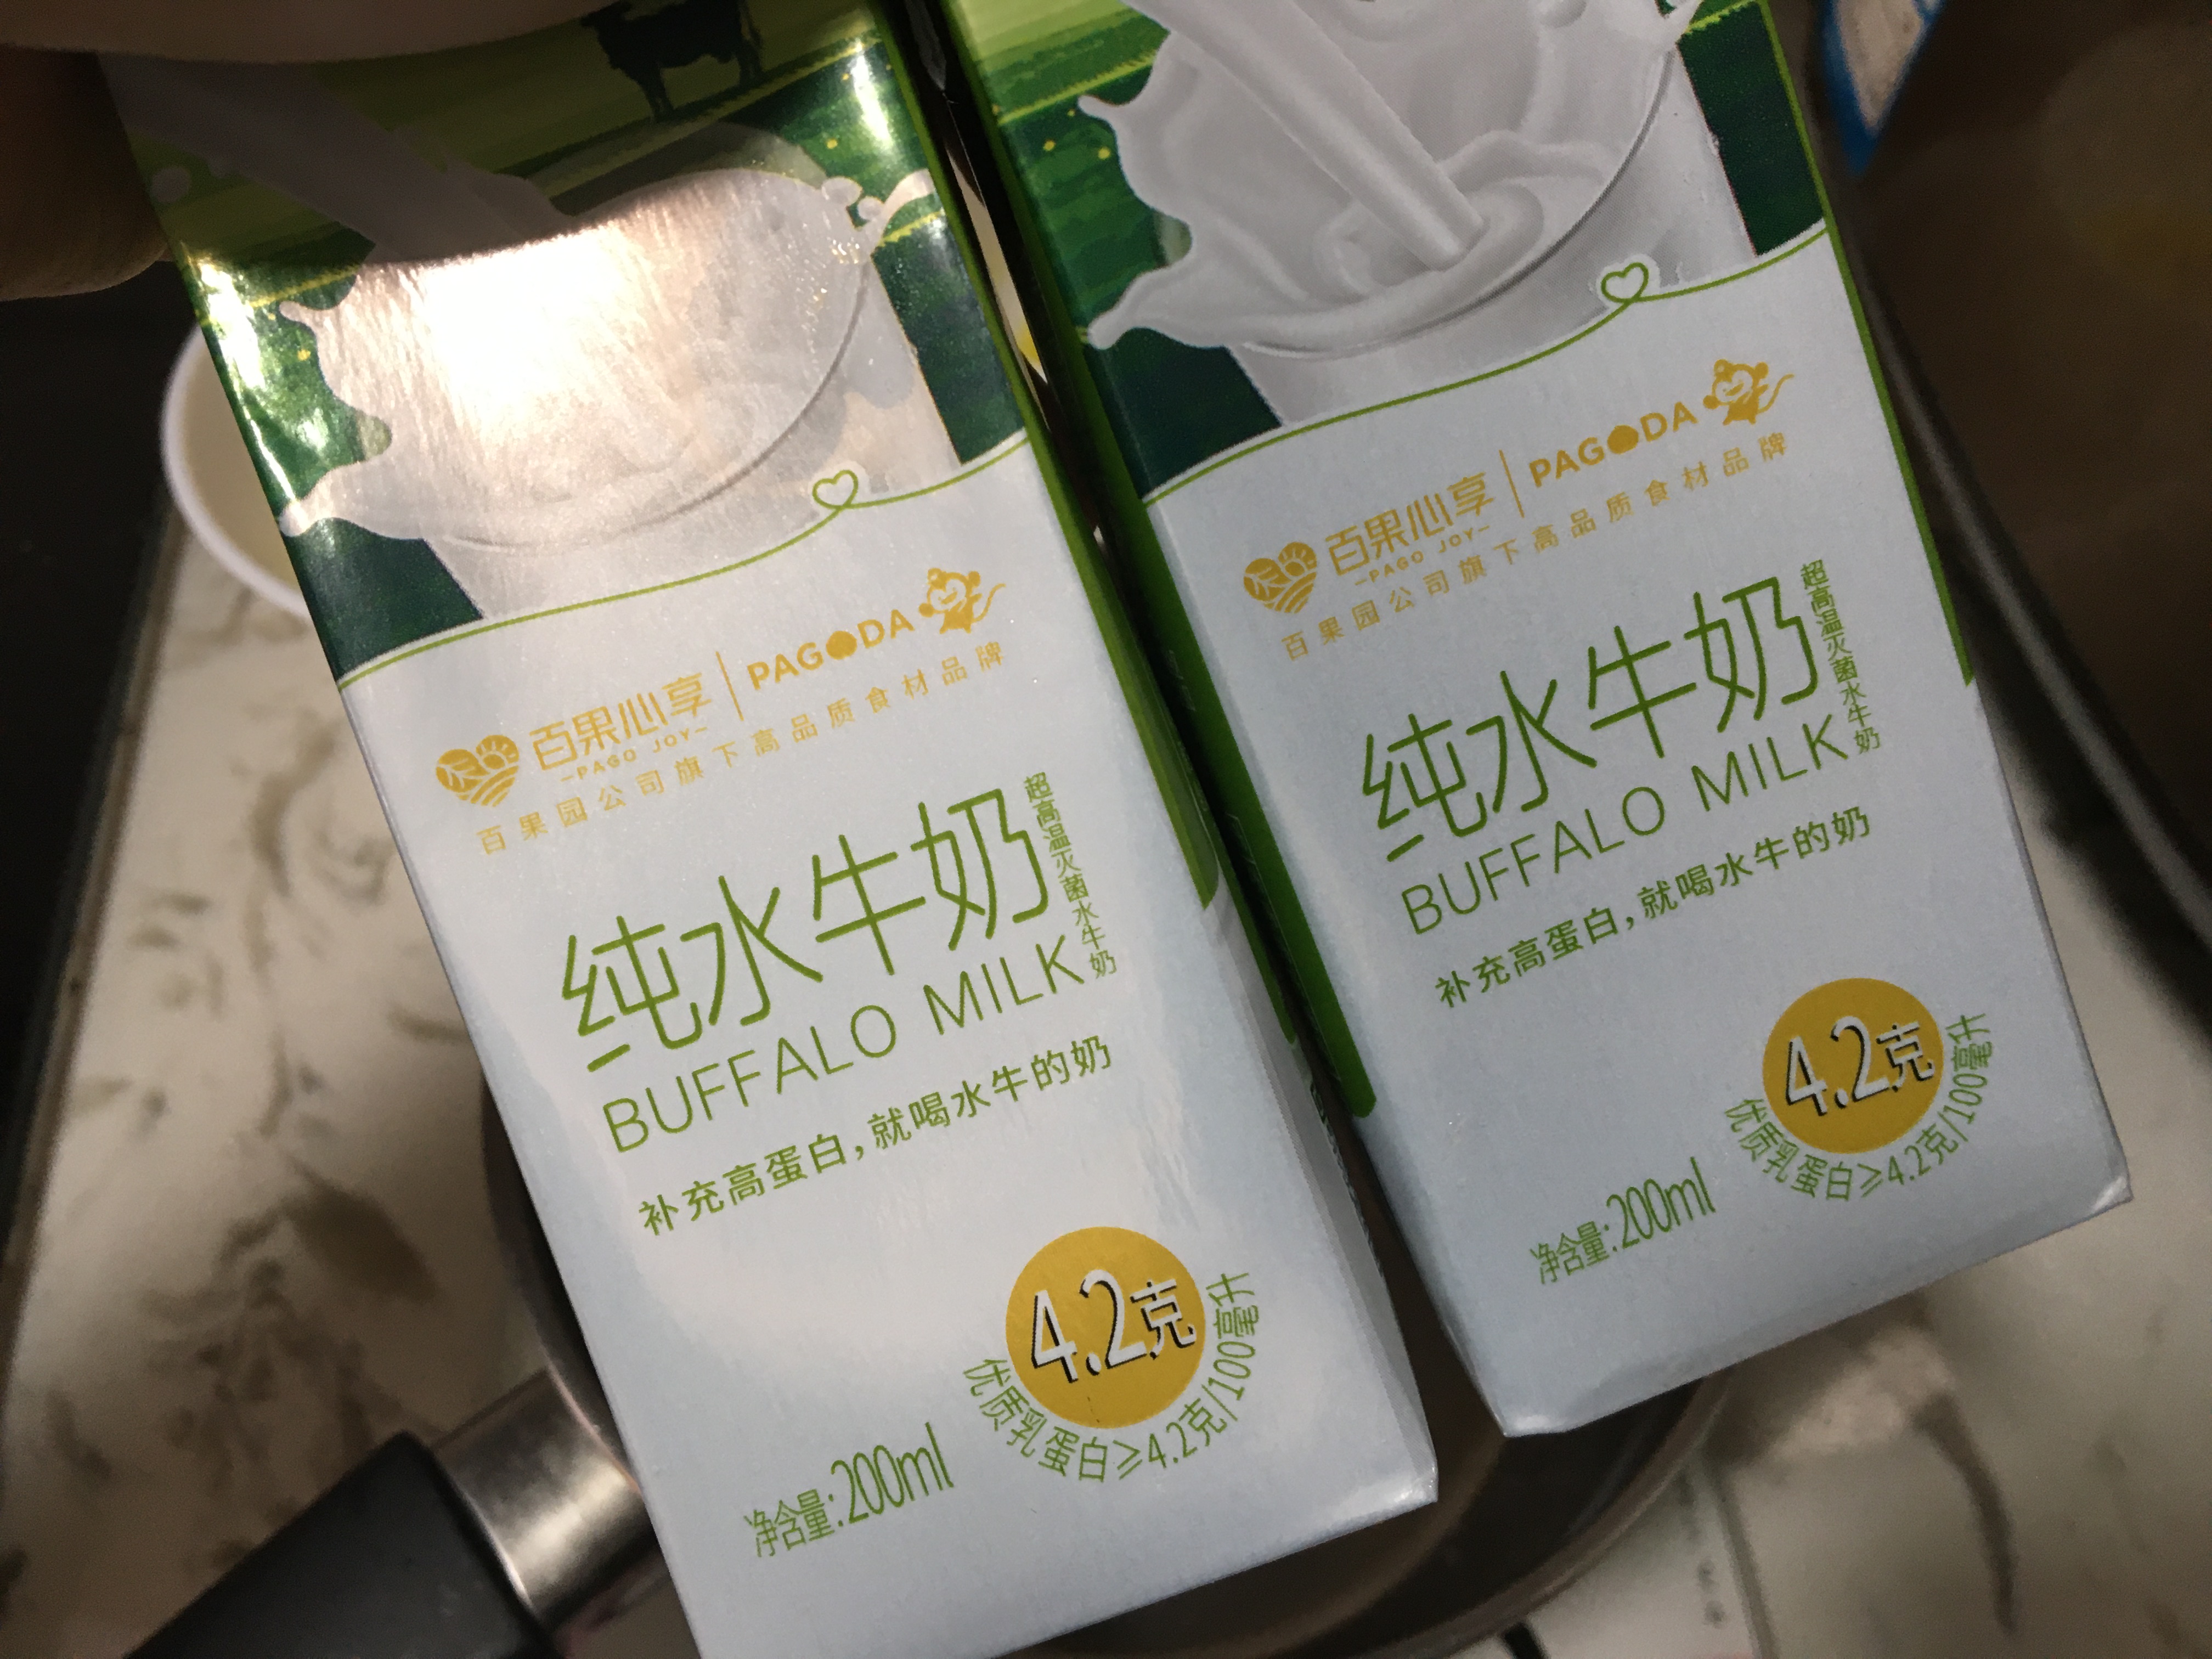 百果心享 | PAGODA
—PAGO JOY—
百果园公司旗下高品质食材品牌
纯水牛奶
超高温灭菌水牛奶
BUFFALO MILK
补充高蛋白，就喝水牛的奶
4.2克
优质乳蛋白≥4.2克/100毫升
净含量:200ml
百果心享 | PAGODA
—PAGO JOY—
百果园公司旗下高品质食材品牌
纯水牛奶
超高温灭菌水牛奶
BUFFALO MILK
补充高蛋白，就喝水牛的奶
4.2克
优质乳蛋白≥4.2克/100毫升
净含量:200ml